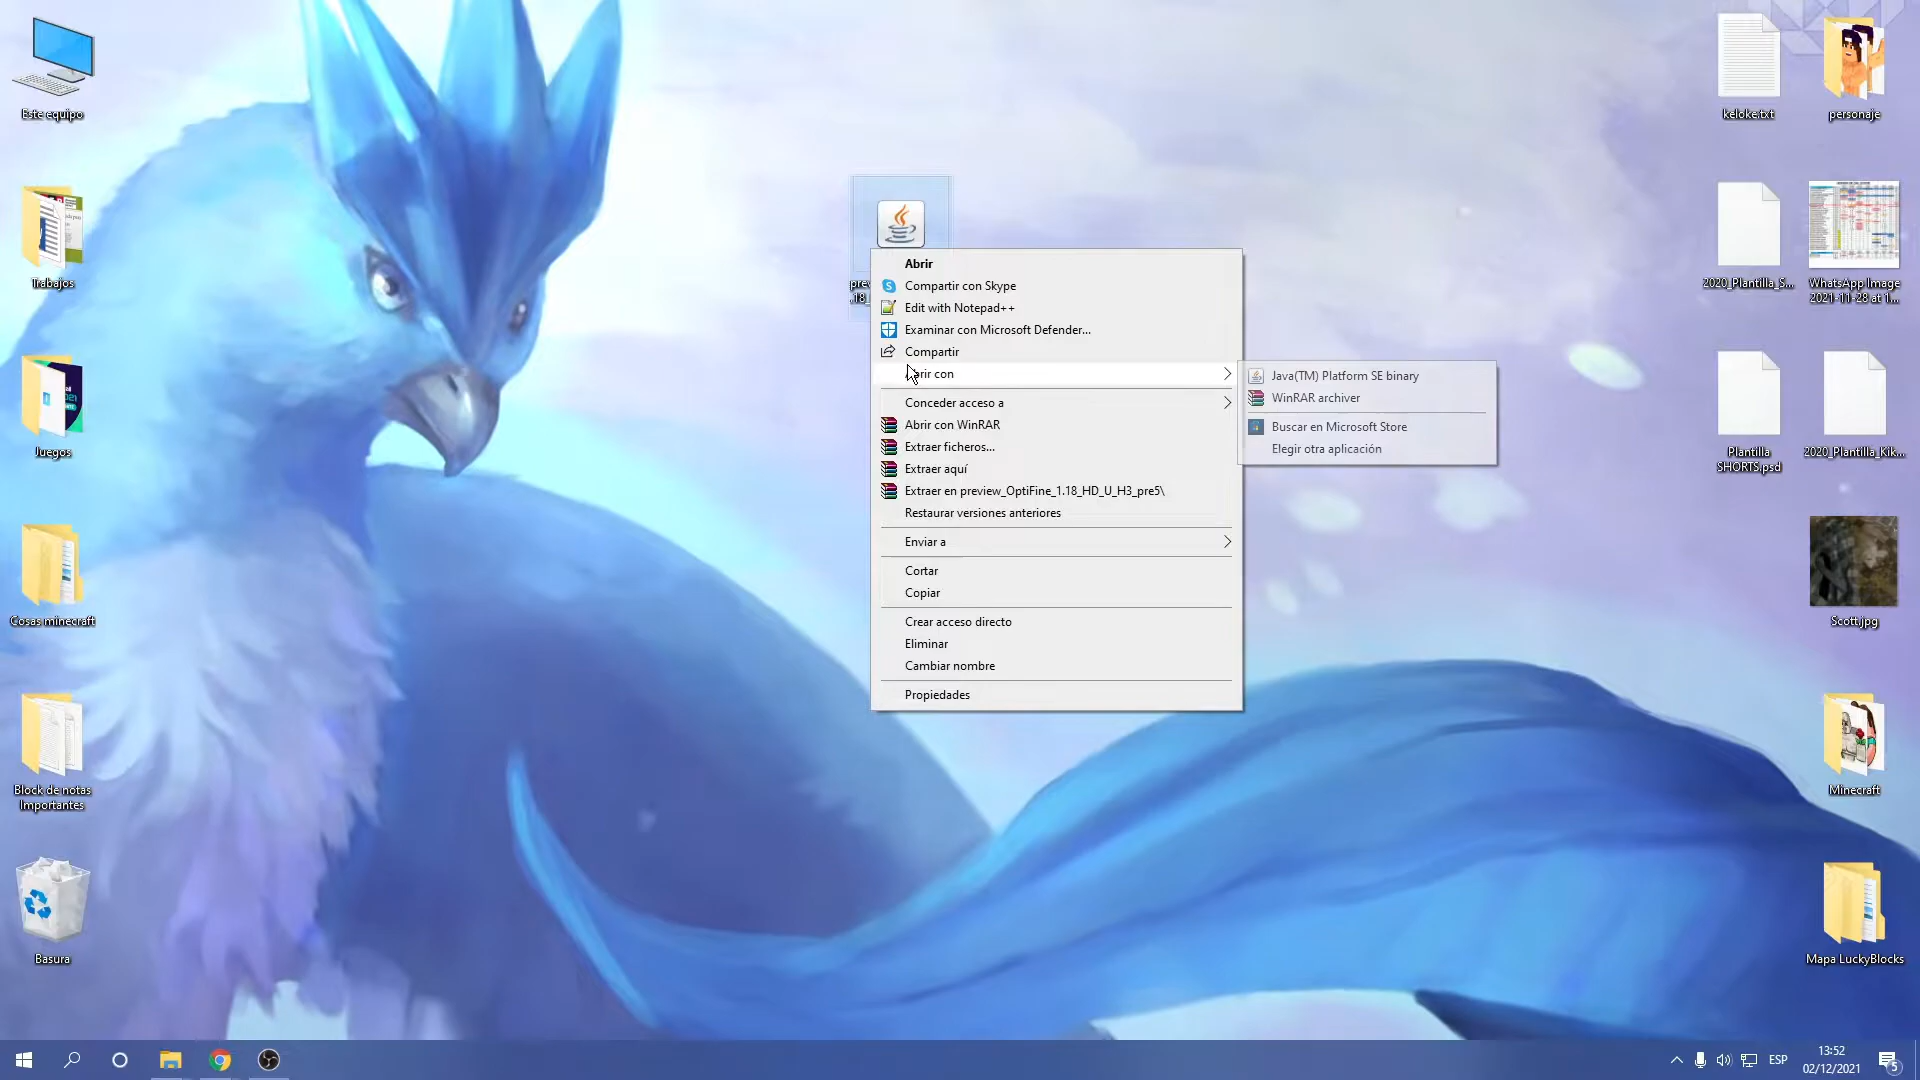 Este equipo
Trabajos
Juegos
Cosas minecraft
Block de notas
Importantes
Basura
Abrir
Compartir con Skype
Edit with Notepad++
Examinar con Microsoft Defender...
Compartir
con
Conceder acceso a
Abrir con WinRAR
Extraer ficheros...
Extraer aquí
Extraer en preview_OptiFine_1.18_HD_U_H3_pre5\
Restaurar versiones anteriores
Enviar a
Cortar
Copiar
Crear acceso directo
Eliminar
Cambiar nombre
Propiedades
Java(TM) Platform SE binary
WinRAR archiver
Buscar en Microsoft Store
Elegir otra aplicación
keloke.txt
personaje
2020_Plantilla_S...
WhatsApp Image
2021-11-28 at 1...
Plantilla
SHORTS.psd
2020_Plantilla_Kik...
Scott.jpg
Minecraft
Mapa LuckyBlocks
ESP
13:52
02/12/2021
5